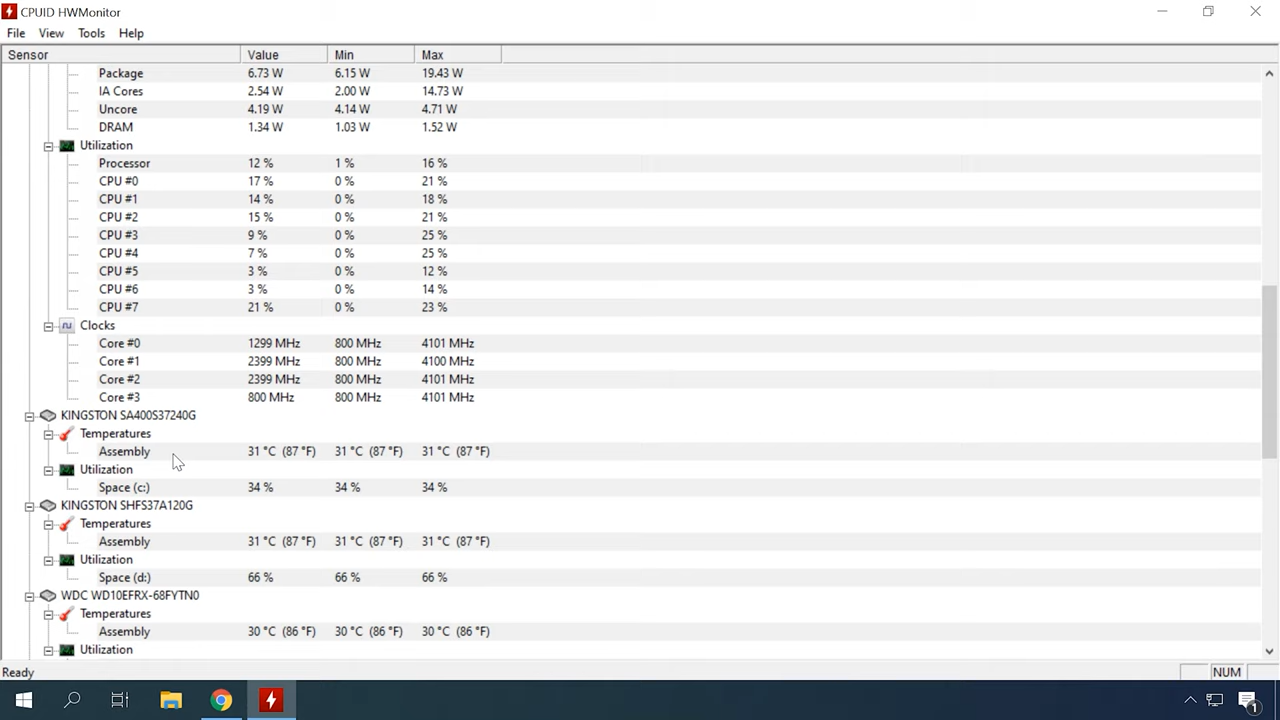 CPUID HWMonitor
File View Tools Help
Sensor Value Min Max
Package 6.73 W 6.15 W 19.43 W
IA Cores 2.54 W 2.00 W 14.73 W
Uncore 4.19 W 4.14 W 4.71 W
DRAM 1.34 W 1.03 W 1.52 W
Utilization
Processor 12 % 1 % 16 %
CPU #0 17 % 0 % 21 %
CPU #1 14 % 0 % 18 %
CPU #2 15 % 0 % 21 %
CPU #3 9 % 0 % 25 %
CPU #4 7 % 0 % 25 %
CPU #5 3 % 0 % 12 %
CPU #6 3 % 0 % 14 %
CPU #7 21 % 0 % 23 %
Clocks
Core #0 1299 MHz 800 MHz 4101 MHz
Core #1 2399 MHz 800 MHz 4100 MHz
Core #2 2399 MHz 800 MHz 4101 MHz
Core #3 800 MHz 800 MHz 4101 MHz
KINGSTON SA400S37240G
Temperatures
Assembly 31 °C (87 °F) 31 °C (87 °F) 31 °C (87 °F)
Utilization
Space (c:) 34 % 34 % 34 %
KINGSTON SHFS37A120G
Temperatures
Assembly 31 °C (87 °F) 31 °C (87 °F) 31 °C (87 °F)
Utilization
Space (d:) 66 % 66 % 66 %
WDC WD10EFRX-68FYTN0
Temperatures
Assembly 30 °C (86 °F) 30 °C (86 °F) 30 °C (86 °F)
Utilization
Ready NUM
1